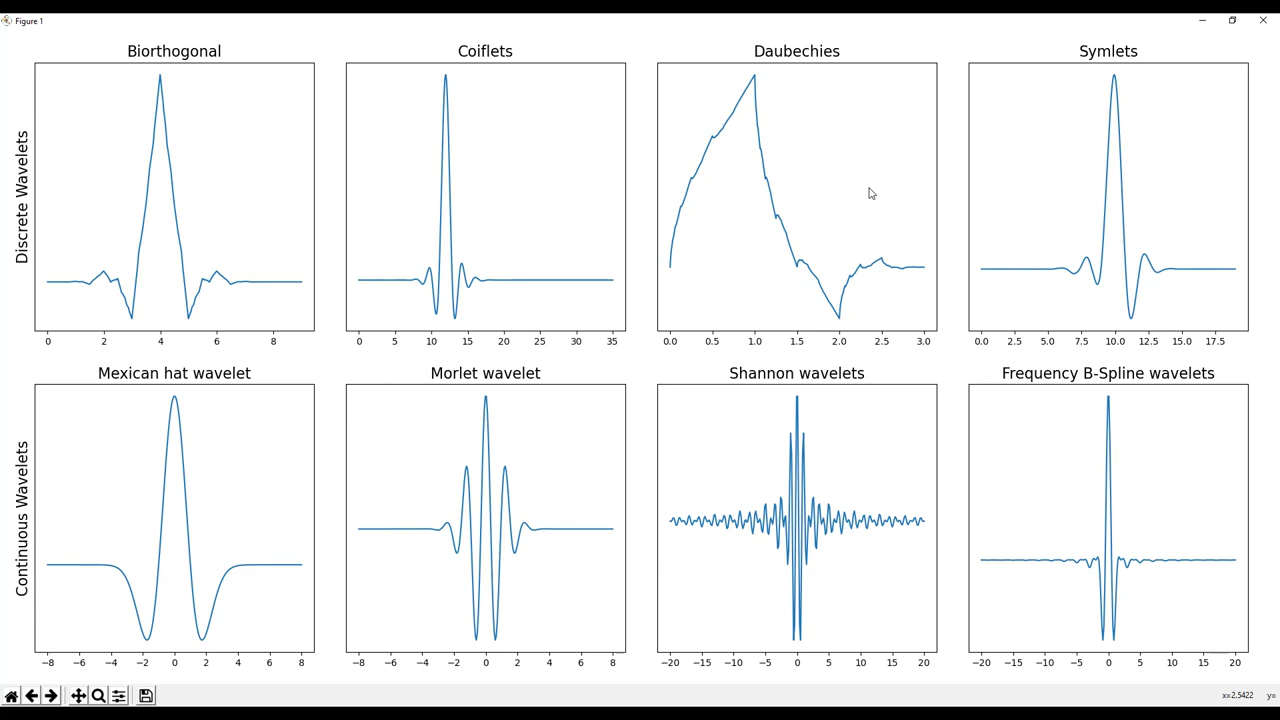 Figure 1
Biorthogonal
Coiflets
Daubechies
Symlets
Discrete Wavelets
0 2 4 6 8
0 5 10 15 20 25 30 35
0.0 0.5 1.0 1.5 2.0 2.5 3.0
0.0 2.5 5.0 7.5 10.0 12.5 15.0 17.5
Mexican hat wavelet
Morlet wavelet
Shannon wavelets
Frequency B-Spline wavelets
Continuous Wavelets
−8 −6 −4 −2 0 2 4 6 8
−8 −6 −4 −2 0 2 4 6 8
−20 −15 −10 −5 0 5 10 15 20
−20 −15 −10 −5 0 5 10 15 20
x=2.5422 y=